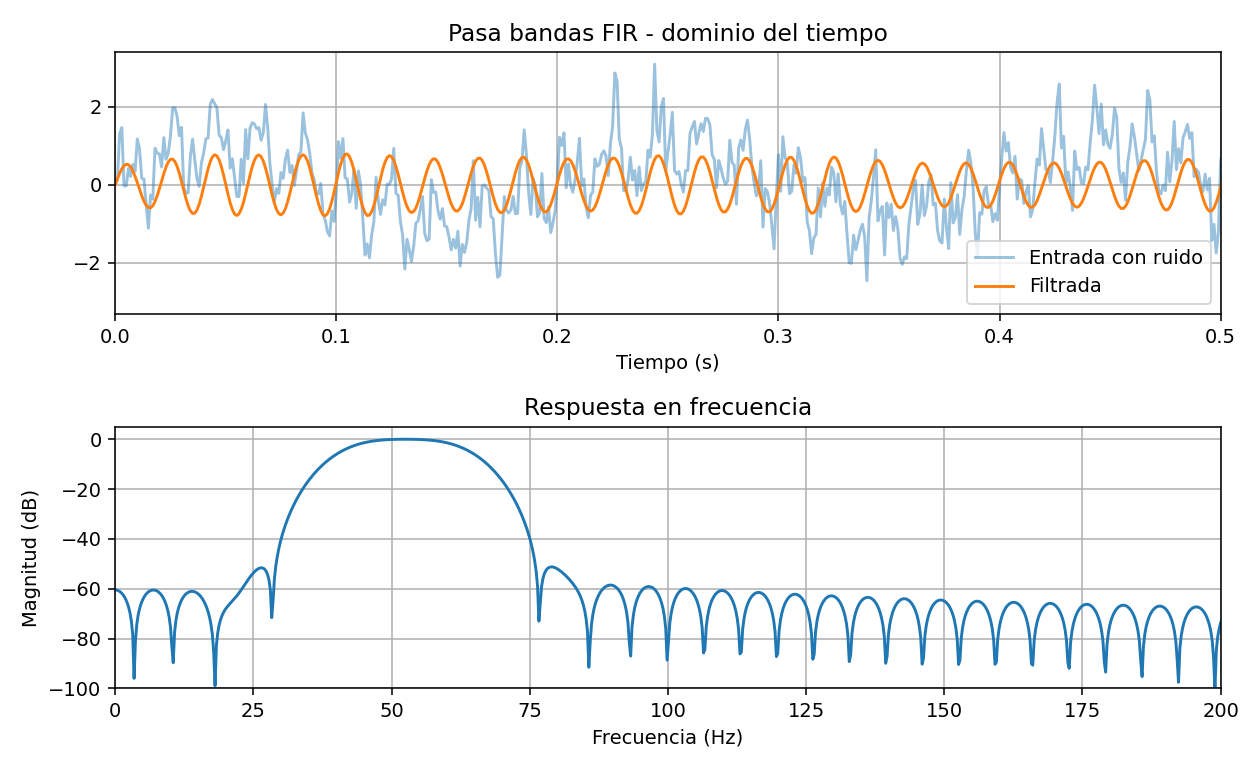 Pasa bandas FIR - dominio del tiempo
2
0
−2
Entrada con ruido
Filtrada
0.0 0.1 0.2 0.3 0.4 0.5
Tiempo (s)
Respuesta en frecuencia
Magnitud (dB)
0
−20
−40
−60
−80
−100
0 25 50 75 100 125 150 175 200
Frecuencia (Hz)